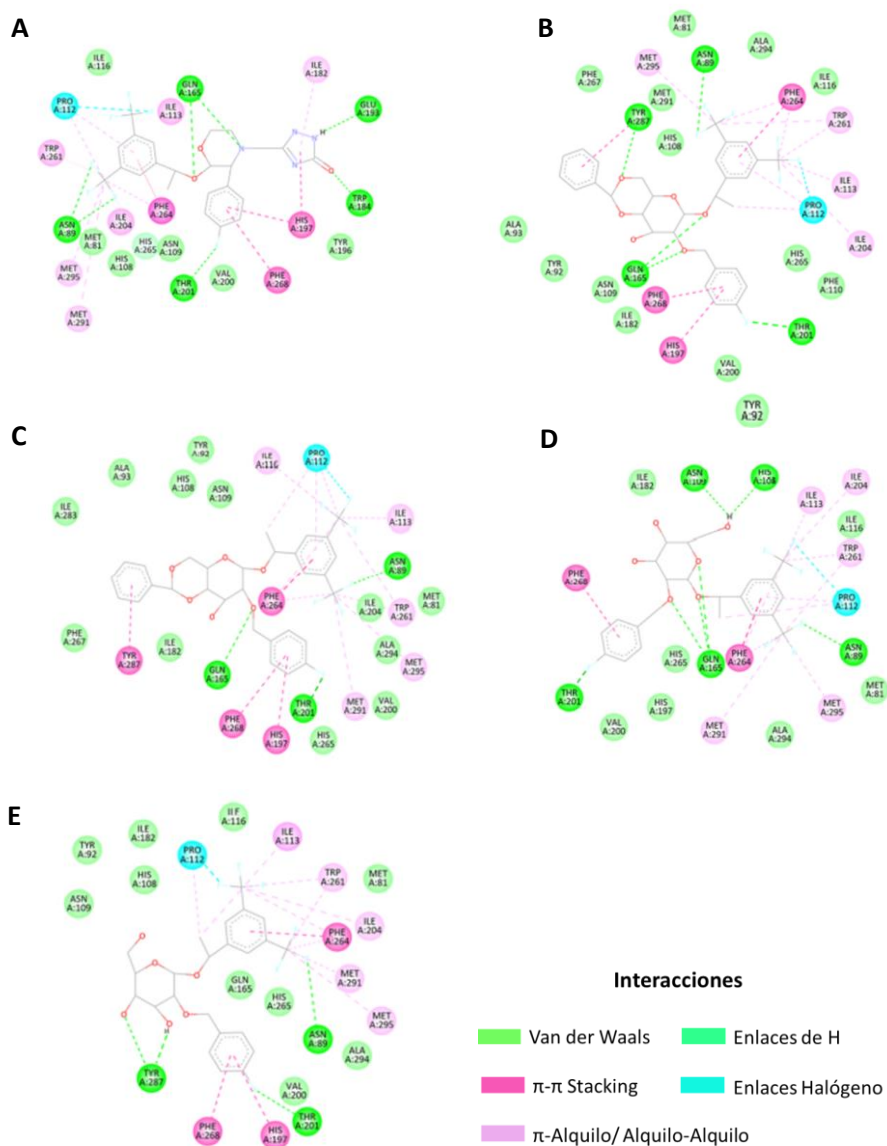 A
ILE
A:116
GLN
A:165
ILE
A:182
PRO
A:112
ILE
A:113
GLU
A:193
H
N
N
N
N
N
O
O
O
TRP
A:261
PHE
A:264
TRP
A:184
ASN
A:89
ILE
A:204
HIS
A:197
MET
A:81
HIS
A:108
HIS
A:265
ASN
A:109
TYR
A:196
MET
A:295
THR
A:201
VAL
A:200
PHE
A:268
MET
A:291
B
MET
A:81
ASN
A:89
ALA
A:294
MET
A:295
PHE
A:267
MET
A:291
PHE
A:264
ILE
A:116
TYR
A:287
TRP
A:261
HIS
A:108
ILE
A:113
PRO
A:112
ALA
A:93
ILE
A:204
TYR
A:92
GLN
A:165
HIS
A:265
ASN
A:109
PHE
A:268
PHE
A:110
ILE
A:182
THR
A:201
HIS
A:197
VAL
A:200
TYR
A:92
C
TYR
A:92
ILE
A:116
PRO
A:112
ALA
A:93
HIS
A:108
ASN
A:109
ILE
A:283
ILE
A:113
ASN
A:89
PHE
A:264
ILE
A:204
MET
A:81
TRP
A:261
PHE
A:267
ILE
A:182
TYR
A:287
ALA
A:294
GLN
A:165
MET
A:295
THR
A:201
MET
A:291
VAL
A:200
PHE
A:268
HIS
A:197
HIS
A:265
D
ILE
A:182
ASN
A:109
HIS
A:108
ILE
A:204
ILE
A:113
H
ILE
A:116
TRP
A:261
PHE
A:268
PRO
A:112
HIS
A:265
GLN
A:165
PHE
A:264
ASN
A:89
THR
A:201
HIS
A:197
MET
A:81
VAL
A:200
MET
A:291
ALA
A:294
MET
A:295
E
TYR
A:92
ILE
A:182
A:116
ILE
A:113
PRO
A:112
HIS
A:108
TRP
A:261
MET
A:81
ASN
A:109
PHE
A:264
ILE
A:204
GLN
A:165
HIS
A:265
MET
A:291
MET
A:295
H
ASN
A:89
ALA
A:294
TYR
A:287
VAL
A:200
THR
A:201
PHE
A:268
HIS
A:197
Interacciones
Van der Waals
Enlaces de H
π-π Stacking
Enlaces Halógeno
π-Alquilo/ Alquilo-Alquilo